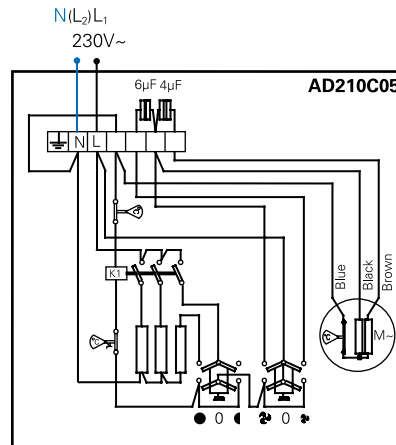 N(L₂)L₁
230V~
6µF 4µF
AD210C05
N L
K1
Blue
Black
Brown
M~
0
0